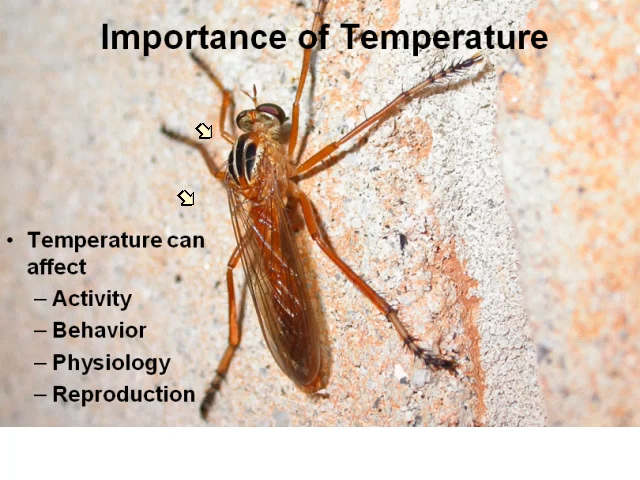 Importance of Temperature
• Temperature can
affect
– Activity
– Behavior
– Physiology
– Reproduction